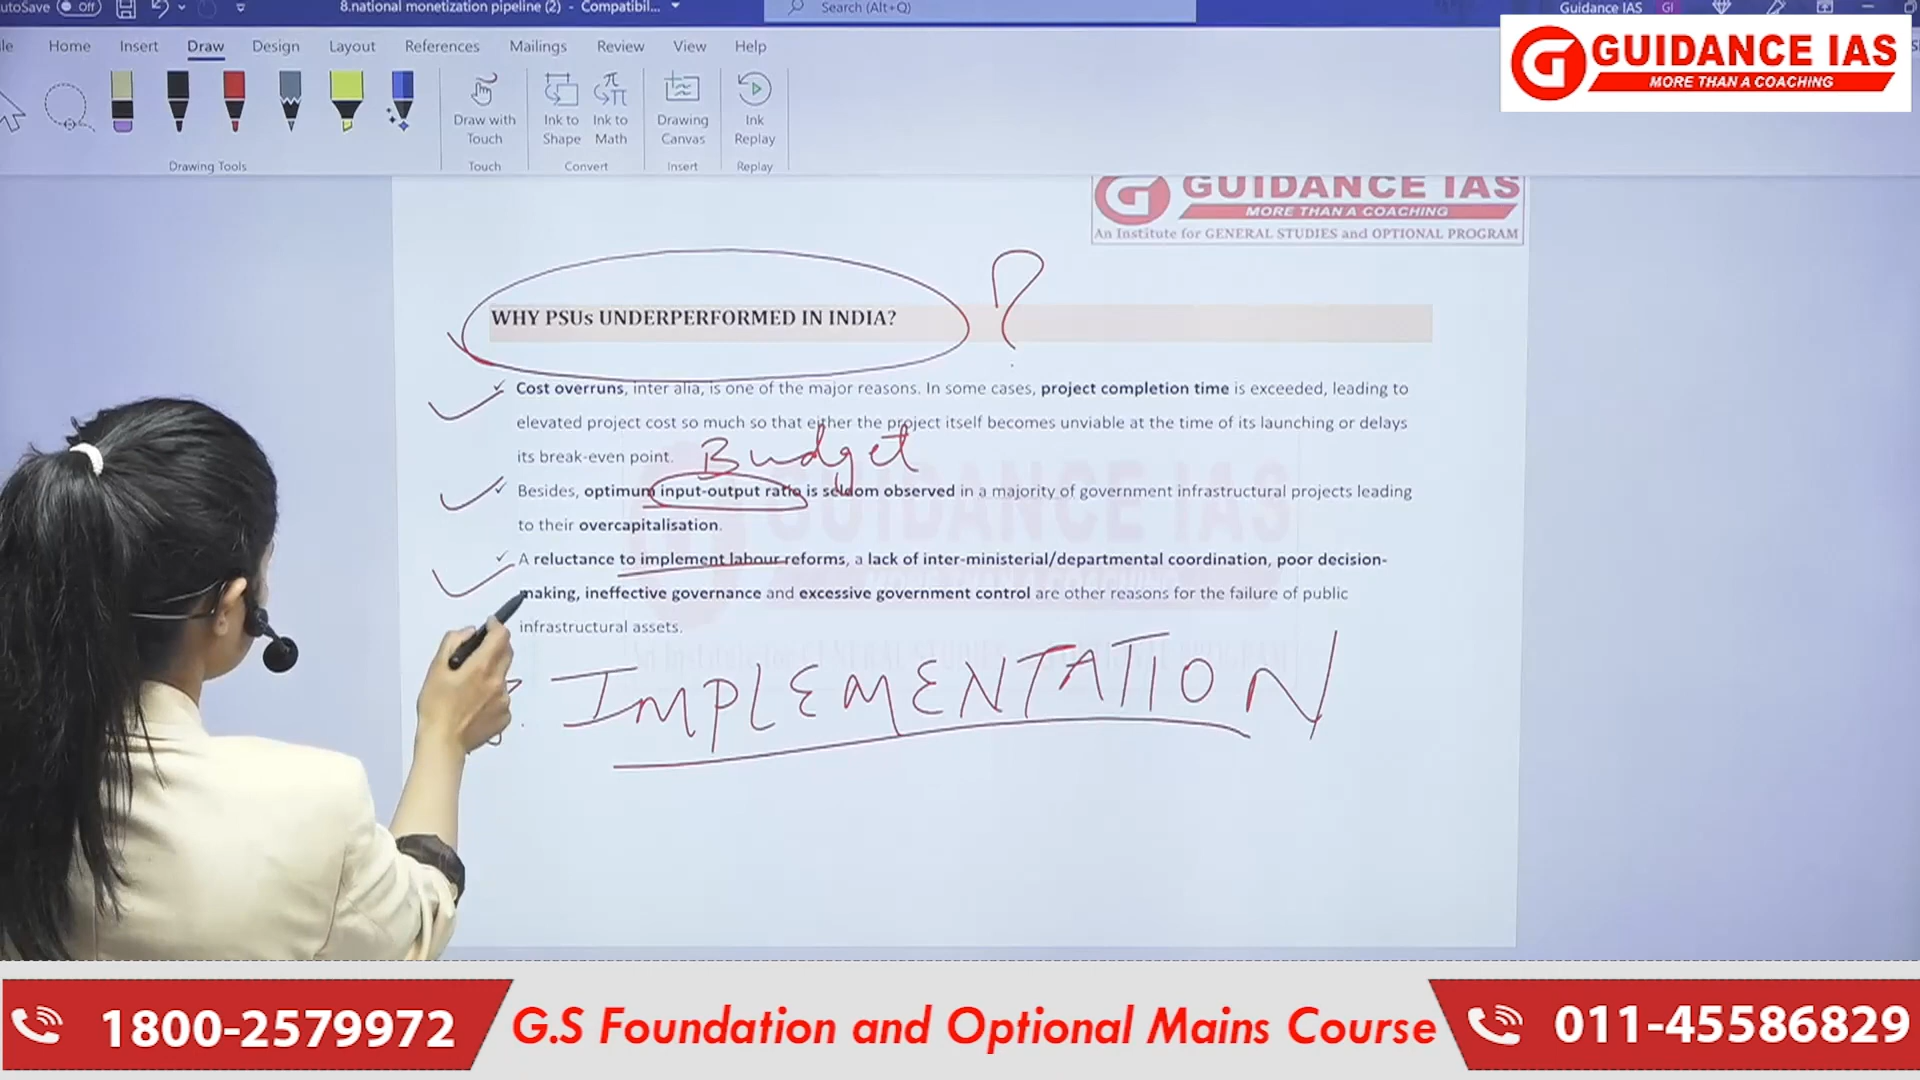 utoSave Off
8.national monetization pipeline (2) - Compatibil...
Search (Alt+Q)
Guidance IAS GI
le Home Insert Draw Design Layout References Mailings Review View Help
Draw with Touch
Ink to Shape
Ink to Math
Drawing Canvas
Ink Replay
Drawing Tools
Touch
Convert
Insert
Replay
GUIDANCE IAS
MORE THAN A COACHING
GUIDANCE IAS
MORE THAN A COACHING
An Institute for GENERAL STUDIES and OPTIONAL PROGRAM
WHY PSUs UNDERPERFORMED IN INDIA?
?
Cost overruns, inter alia, is one of the major reasons. In some cases, project completion time is exceeded, leading to
elevated project cost so much so that either the project itself becomes unviable at the time of its launching or delays
its break-even point.
Budget
Besides, optimum input-output ratio is seldom observed in a majority of government infrastructural projects leading
to their overcapitalisation.
A reluctance to implement labour reforms, a lack of inter-ministerial/departmental coordination, poor decision-
making, ineffective governance and excessive government control are other reasons for the failure of public
infrastructural assets.
IMPLEMENTATION
GUIDANCE IAS
1800-2579972
G.S Foundation and Optional Mains Course
011-45586829